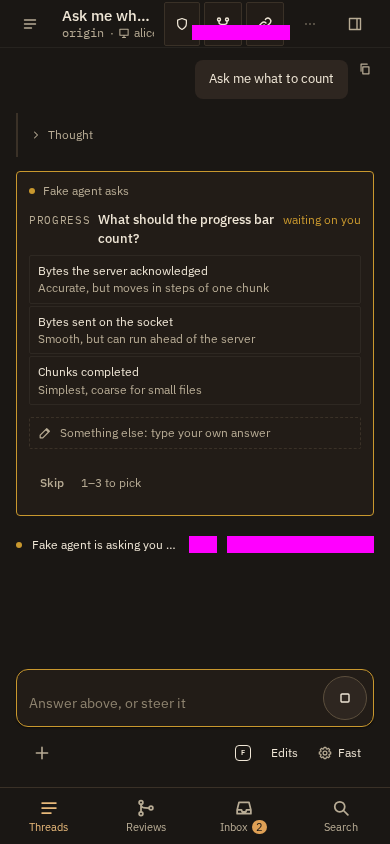 Ask me wh...
origin · alice
Ask me what to count
Thought
Fake agent asks
PROGRESS What should the progress bar count? waiting on you
Bytes the server acknowledged
Accurate, but moves in steps of one chunk
Bytes sent on the socket
Smooth, but can run ahead of the server
Chunks completed
Simplest, coarse for small files
Something else: type your own answer
Skip 1–3 to pick
Fake agent is asking you ...
Answer above, or steer it
F Edits Fast
Threads Reviews Inbox 2 Search